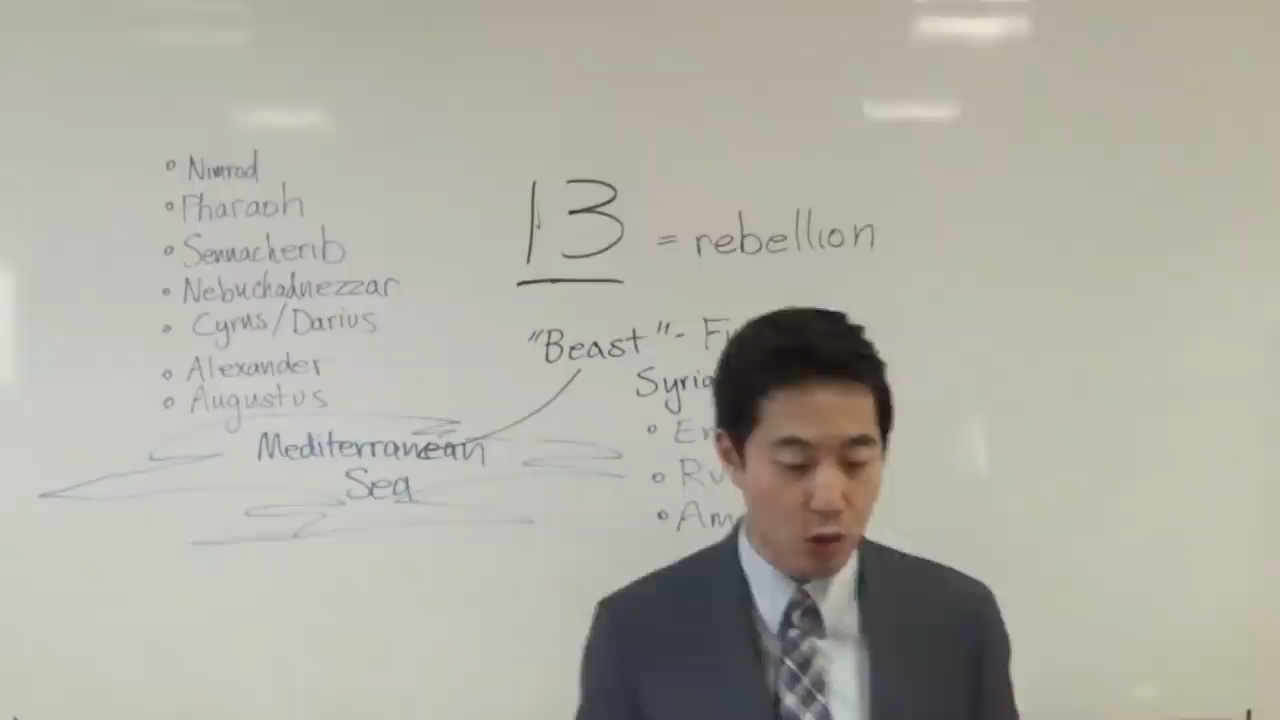 Nimrod
Pharaoh
Sennacherib
Nebuchadnezzar
Cyrus/Darius
Alexander
Augustus
Mediterranean
Sea
13 = rebellion
"Beast"-